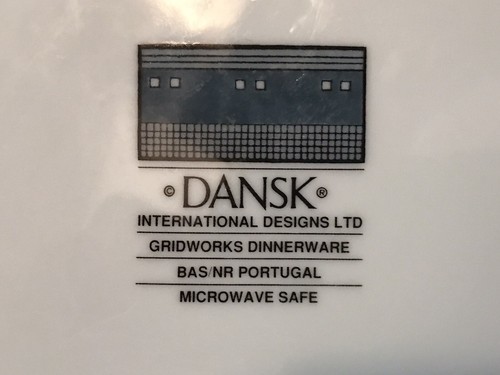 © DANSK ®
INTERNATIONAL DESIGNS LTD
GRIDWORKS DINNERWARE
BAS/NR PORTUGAL
MICROWAVE SAFE